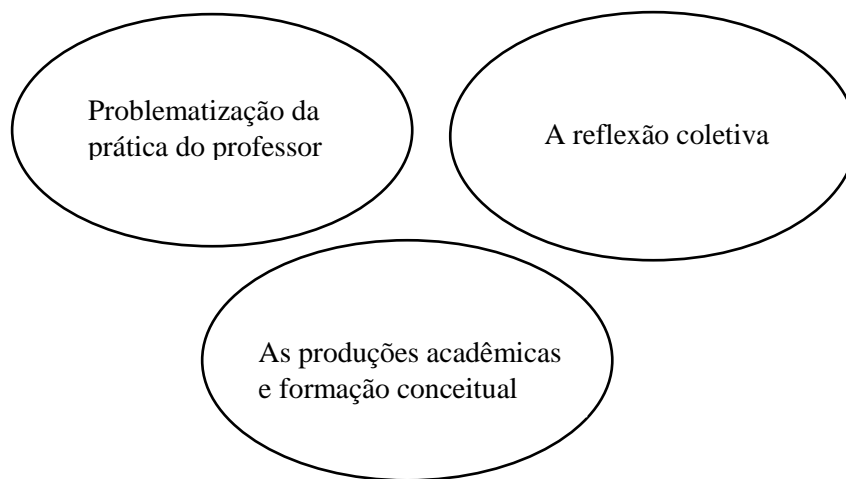 Problematização da
prática do professor
A reflexão coletiva
As produções acadêmicas
e formação conceitual